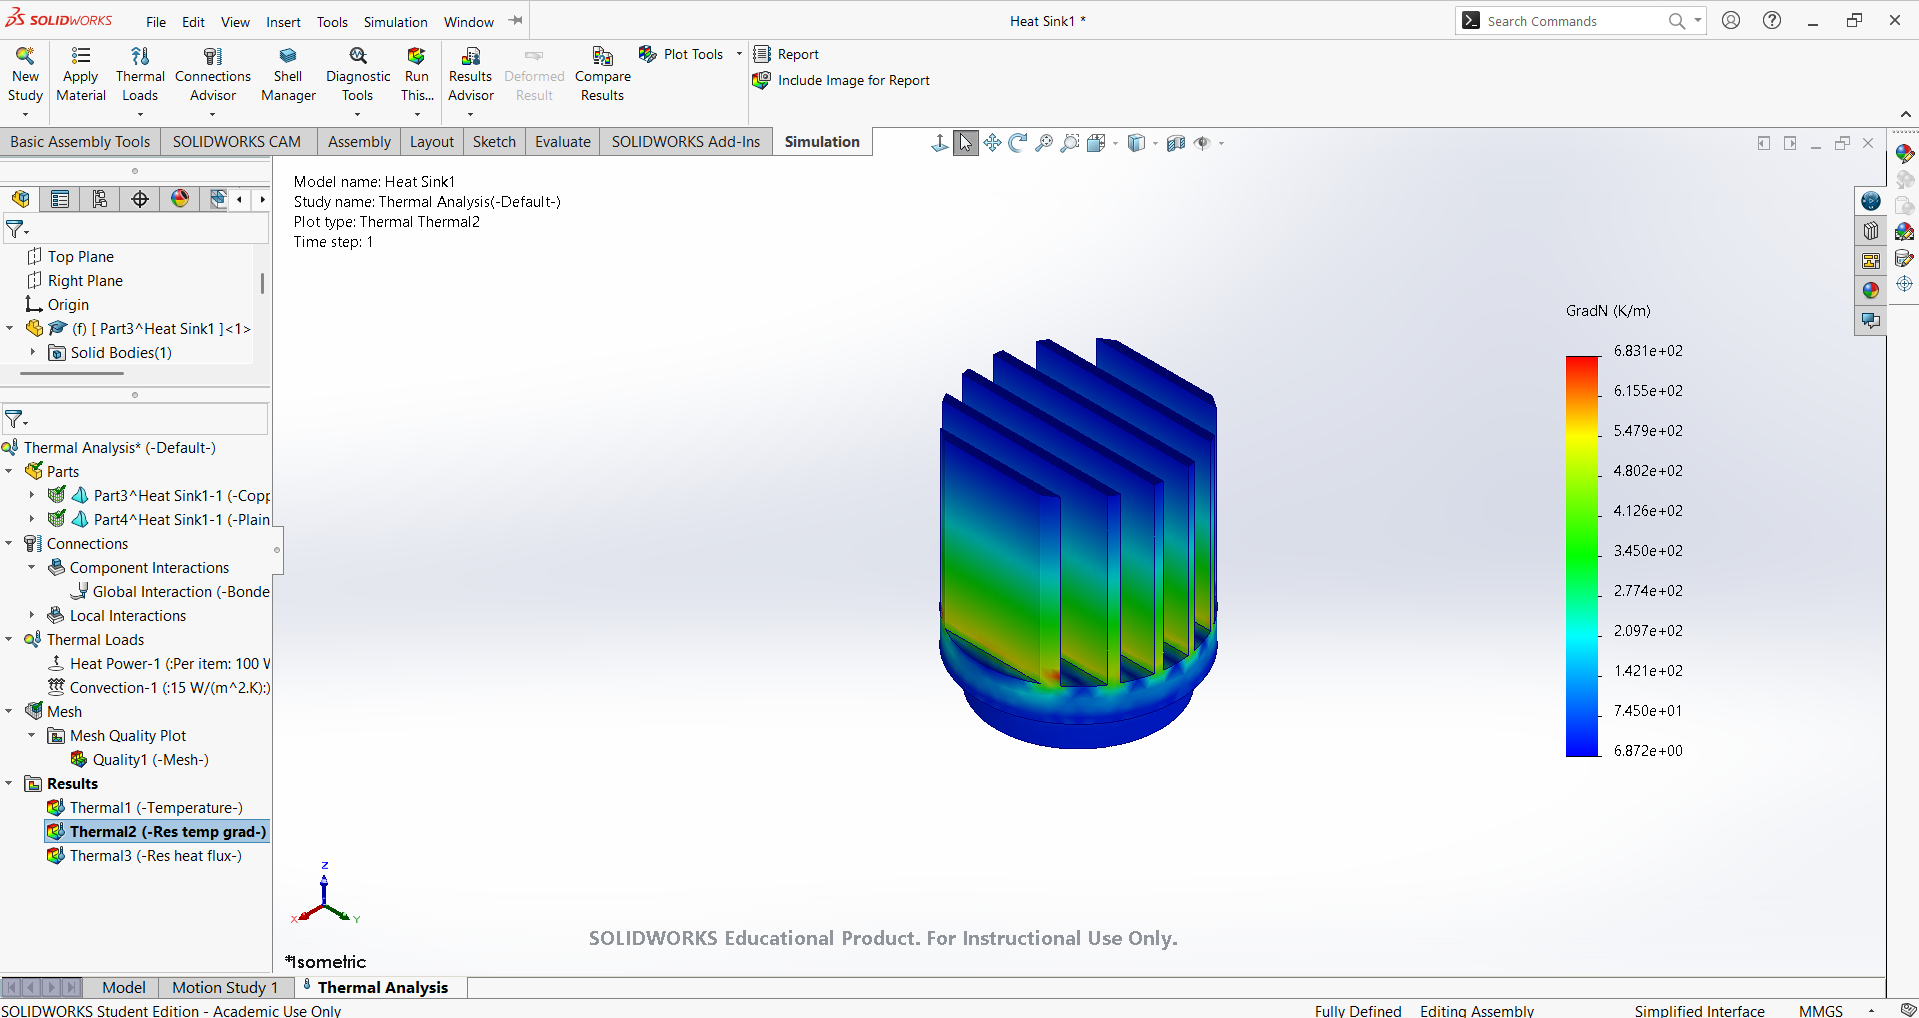 SOLIDWORKS File Edit View Insert Tools Simulation Window Heat Sink1 * Search Commands
New Study
Apply Material
Thermal Loads
Connections Advisor
Shell Manager
Diagnostic Tools
Run This...
Results Advisor
Deformed Result
Compare Results
Plot Tools
Report
Include Image for Report
Basic Assembly Tools SOLIDWORKS CAM Assembly Layout Sketch Evaluate SOLIDWORKS Add-Ins Simulation
Top Plane
Right Plane
Origin
(f) [ Part3^Heat Sink1 ]<1>
Solid Bodies(1)
Thermal Analysis* (-Default-)
Parts
Part3^Heat Sink1-1 (-Copp
Part4^Heat Sink1-1 (-Plain
Connections
Component Interactions
Global Interaction (-Bonde
Local Interactions
Thermal Loads
Heat Power-1 (:Per item: 100 W
Convection-1 (:15 W/(m^2.K):)
Mesh
Mesh Quality Plot
Quality1 (-Mesh-)
Results
Thermal1 (-Temperature-)
Thermal2 (-Res temp grad-)
Thermal3 (-Res heat flux-)
Model name: Heat Sink1
Study name: Thermal Analysis(-Default-)
Plot type: Thermal Thermal2
Time step: 1
GradN (K/m)
6.831e+02
6.155e+02
5.479e+02
4.802e+02
4.126e+02
3.450e+02
2.774e+02
2.097e+02
1.421e+02
7.450e+01
6.872e+00
Z
X
Y
SOLIDWORKS Educational Product. For Instructional Use Only.
*Isometric
Model Motion Study 1 Thermal Analysis
SOLIDWORKS Student Edition - Academic Use Only Fully Defined Editing Assembly Simplified Interface MMGS